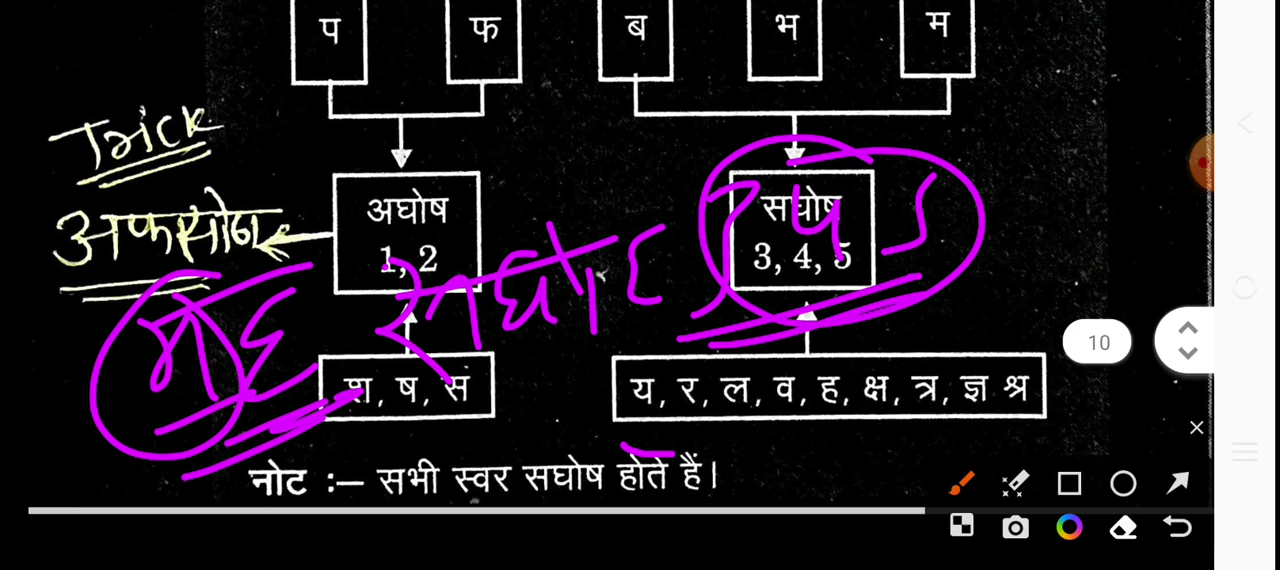 प फ ब भ म
Trick
अघोष सघोष
अफसोस
1, 2 3, 4, 5
10
श, ष, स य, र, ल, व, ह, क्ष, त्र, ज्ञ श्र
नोट :– सभी स्वर सघोष होते हैं।